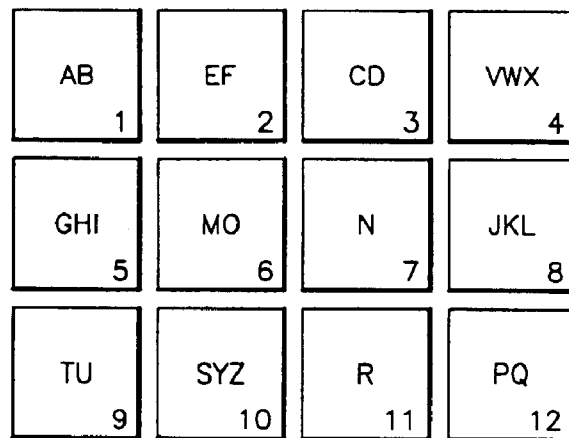 AB EF CD VWX
1 2 3 4
GHI MO N JKL
5 6 7 8
TU SYZ R PQ
9 10 11 12